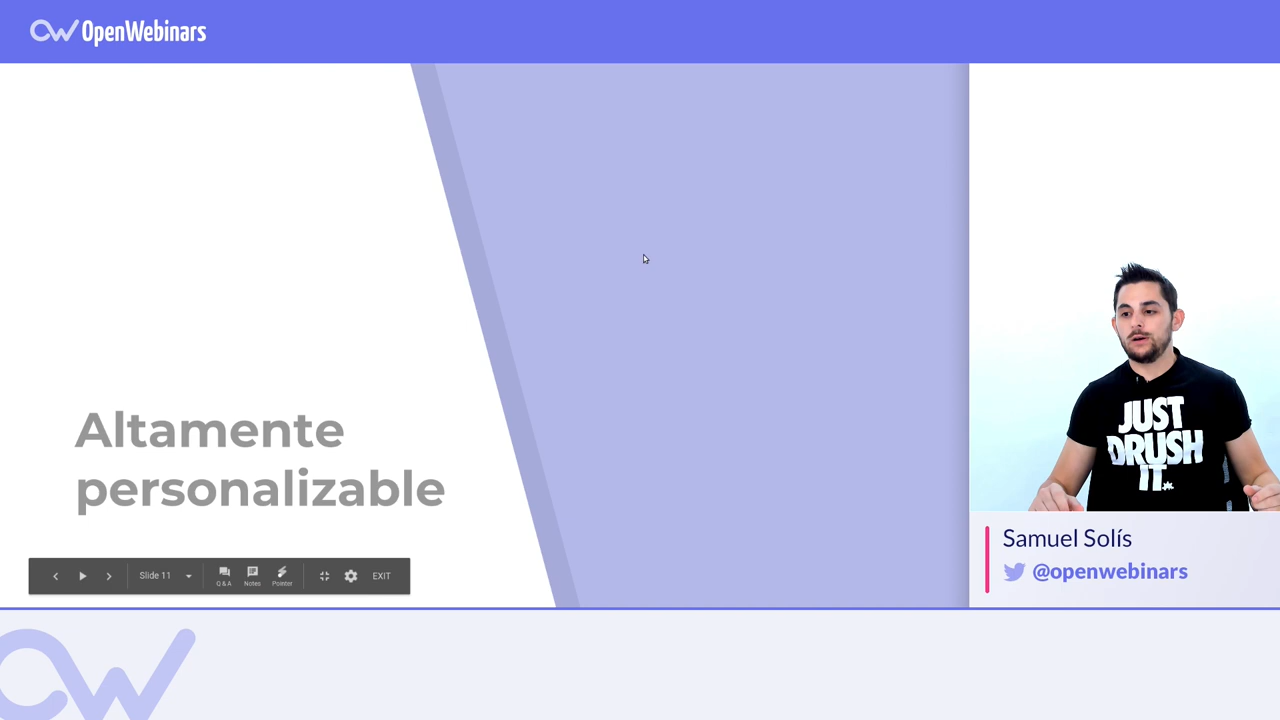 OpenWebinars
Altamente
personalizable
Slide 11
Q&A
Notes
Pointer
EXIT
JUST
DRUSH
IT.
Samuel Solís
@openwebinars